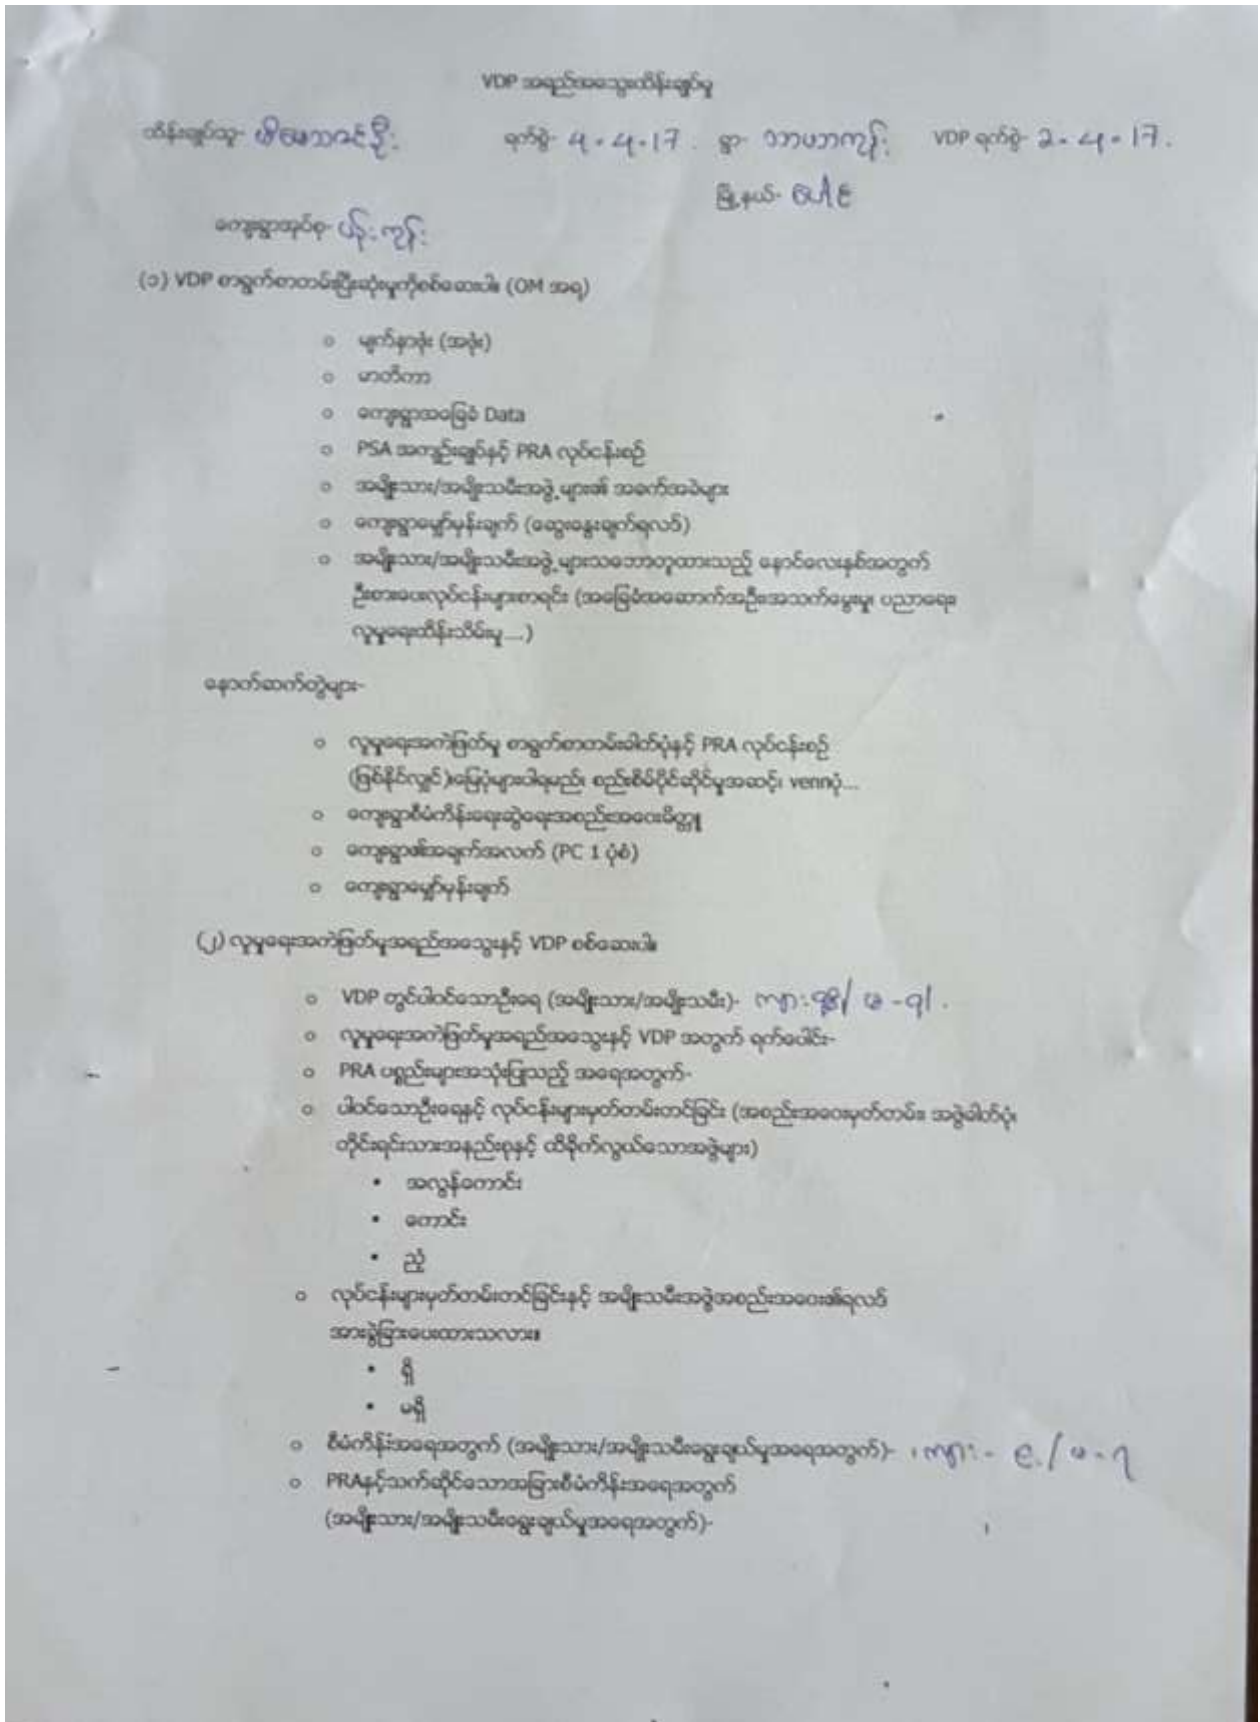 VDP အရည်အသွေးထိန်းချုပ်မှု
ထိန်းချုပ်သူ- ရက်စွဲ- 4.4.17. ရွာ- သာယာကုန်း VDP ရက်စွဲ- 2.4.17.
မြို့နယ်- ပေါင်
ကျေးရွာအုပ်စု- ပန်းကုန်း
(၁) VDP စာရွက်စာတမ်းပြီးဆုံးမှုကိုစစ်ဆေးပါ။ (OM အရ)
o မျက်နှာဖုံး (အဖုံး)
o မာတိကာ
o ကျေးရွာအခြေခံ Data
o PSA အကျဉ်းချုပ်နှင့် PRA လုပ်ငန်းစဉ်
o အမျိုးသား/အမျိုးသမီးအဖွဲ့များ၏ အခက်အခဲများ
o ကျေးရွာမျှော်မှန်းချက် (ဆွေးနွေးချက်ရလဒ်)
o အမျိုးသား/အမျိုးသမီးအဖွဲ့များသဘောတူထားသည့် နောင်လေးနှစ်အတွက်
ဦးစားပေးလုပ်ငန်းများစာရင်း (အခြေခံအဆောက်အဦးအသက်မွေးမှု၊ ပညာရေး၊
လူမှုရေးထိန်းသိမ်းမှု....)
နောက်ဆက်တွဲများ-
o လူမှုရေးအကဲဖြတ်မှု စာရွက်စာတမ်းဓါတ်ပုံနှင့် PRA လုပ်ငန်းစဉ်
(ဖြစ်နိုင်လျှင်)မြေပုံများပါရမည်၊ စည်းစိမ်ပိုင်ဆိုင်မှုအဆင့်၊ vennပုံ...
o ကျေးရွာစီမံကိန်းရေးဆွဲရေးအစည်းအဝေးမိတ္တူ
o ကျေးရွာ၏အချက်အလက် (PC 1 ပုံစံ)
o ကျေးရွာမျှော်မှန်းချက်
(၂) လူမှုရေးအကဲဖြတ်မှုအရည်အသွေးနှင့် VDP စစ်ဆေးပါ။
o VDP တွင်ပါဝင်သောဦးရေ (အမျိုးသား/အမျိုးသမီး)- ကျား- / မ -
o လူမှုရေးအကဲဖြတ်မှုအရည်အသွေးနှင့် VDP အတွက် ရက်ပေါင်း-
o PRA ပစ္စည်းများအသုံးပြုသည့် အရေအတွက်-
o ပါဝင်သောဦးရေနှင့် လုပ်ငန်းများမှတ်တမ်းတင်ခြင်း (အစည်းအဝေးမှတ်တမ်း၊ အဖွဲ့ဓါတ်ပုံ၊
တိုင်းရင်းသားအနည်းစုနှင့် ထိခိုက်လွယ်သောအဖွဲ့များ)
▪ အလွန်ကောင်း
▪ ကောင်း
▪ ညံ့
o လုပ်ငန်းများမှတ်တမ်းတင်ခြင်းနှင့် အမျိုးသမီးအဖွဲ့အစည်းအဝေး၏ရလဒ်
အားခွဲခြားပေးထားသလား။
▪ ရှိ
▪ မရှိ
o စီမံကိန်းအရေအတွက် (အမျိုးသား/အမျိုးသမီးရွေးချယ်မှုအရေအတွက်)- ကျား - ၉ / မ - ၇
o PRAနှင့်သက်ဆိုင်သောအခြားစီမံကိန်းအရေအတွက်
(အမျိုးသား/အမျိုးသမီးရွေးချယ်မှုအရေအတွက်)-